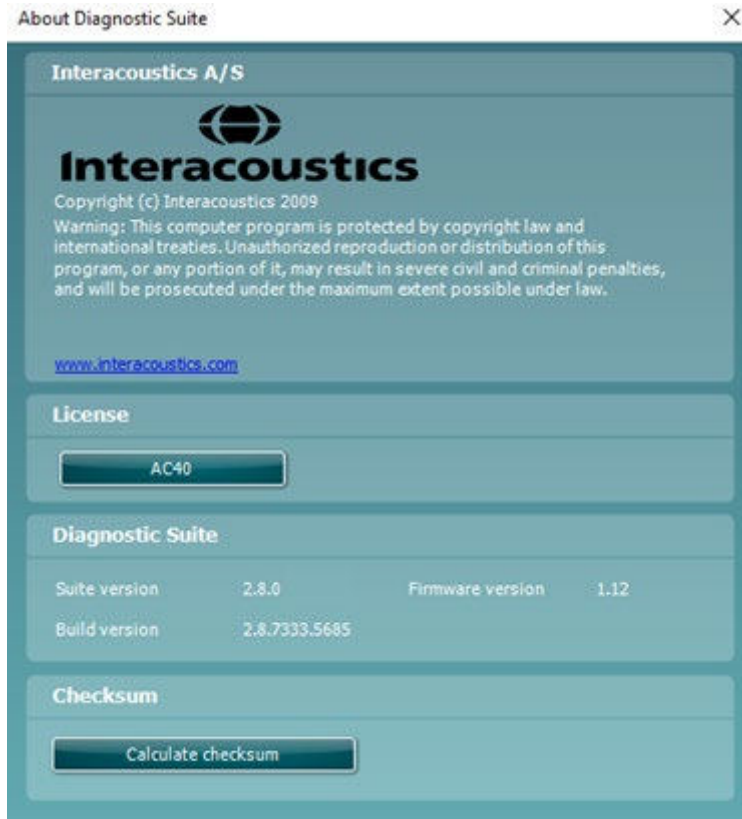 About Diagnostic Suite
Interacoustics A/S
Interacoustics
Copyright (c) Interacoustics 2009
Warning: This computer program is protected by copyright law and
international treaties. Unauthorized reproduction or distribution of this
program, or any portion of it, may result in severe civil and criminal penalties,
and will be prosecuted under the maximum extent possible under law.
www.interacoustics.com
License
AC40
Diagnostic Suite
Suite version 2.8.0 Firmware version 1.12
Build version 2.8.7333.5685
Checksum
Calculate checksum